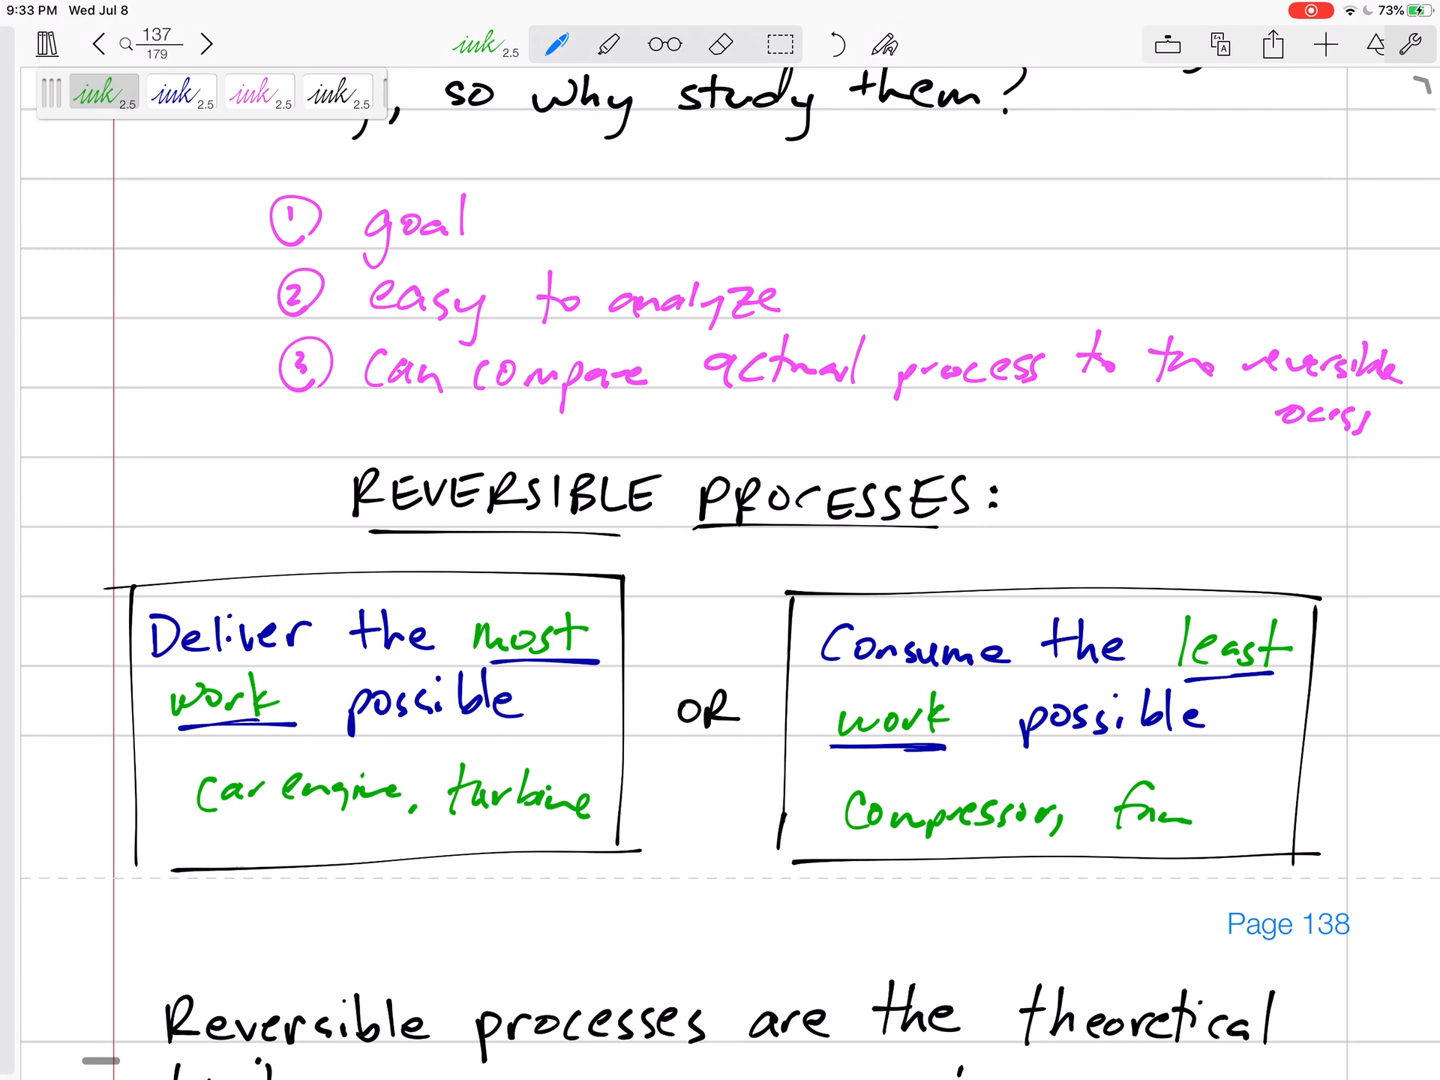 9:33 PM Wed Jul 8
73%
137
179
ink 2.5
ink 2.5 ink 2.5 ink 2.5 ink 2.5
, so why study them?
① goal
② easy to analyze
③ can compare actual process to the reversible
ocess
REVERSIBLE PROCESSES:
Deliver the most
work possible
car engine, turbine
OR
Consume the least
work possible
compressor, fan
Page 138
Reversible processes are the theoretical